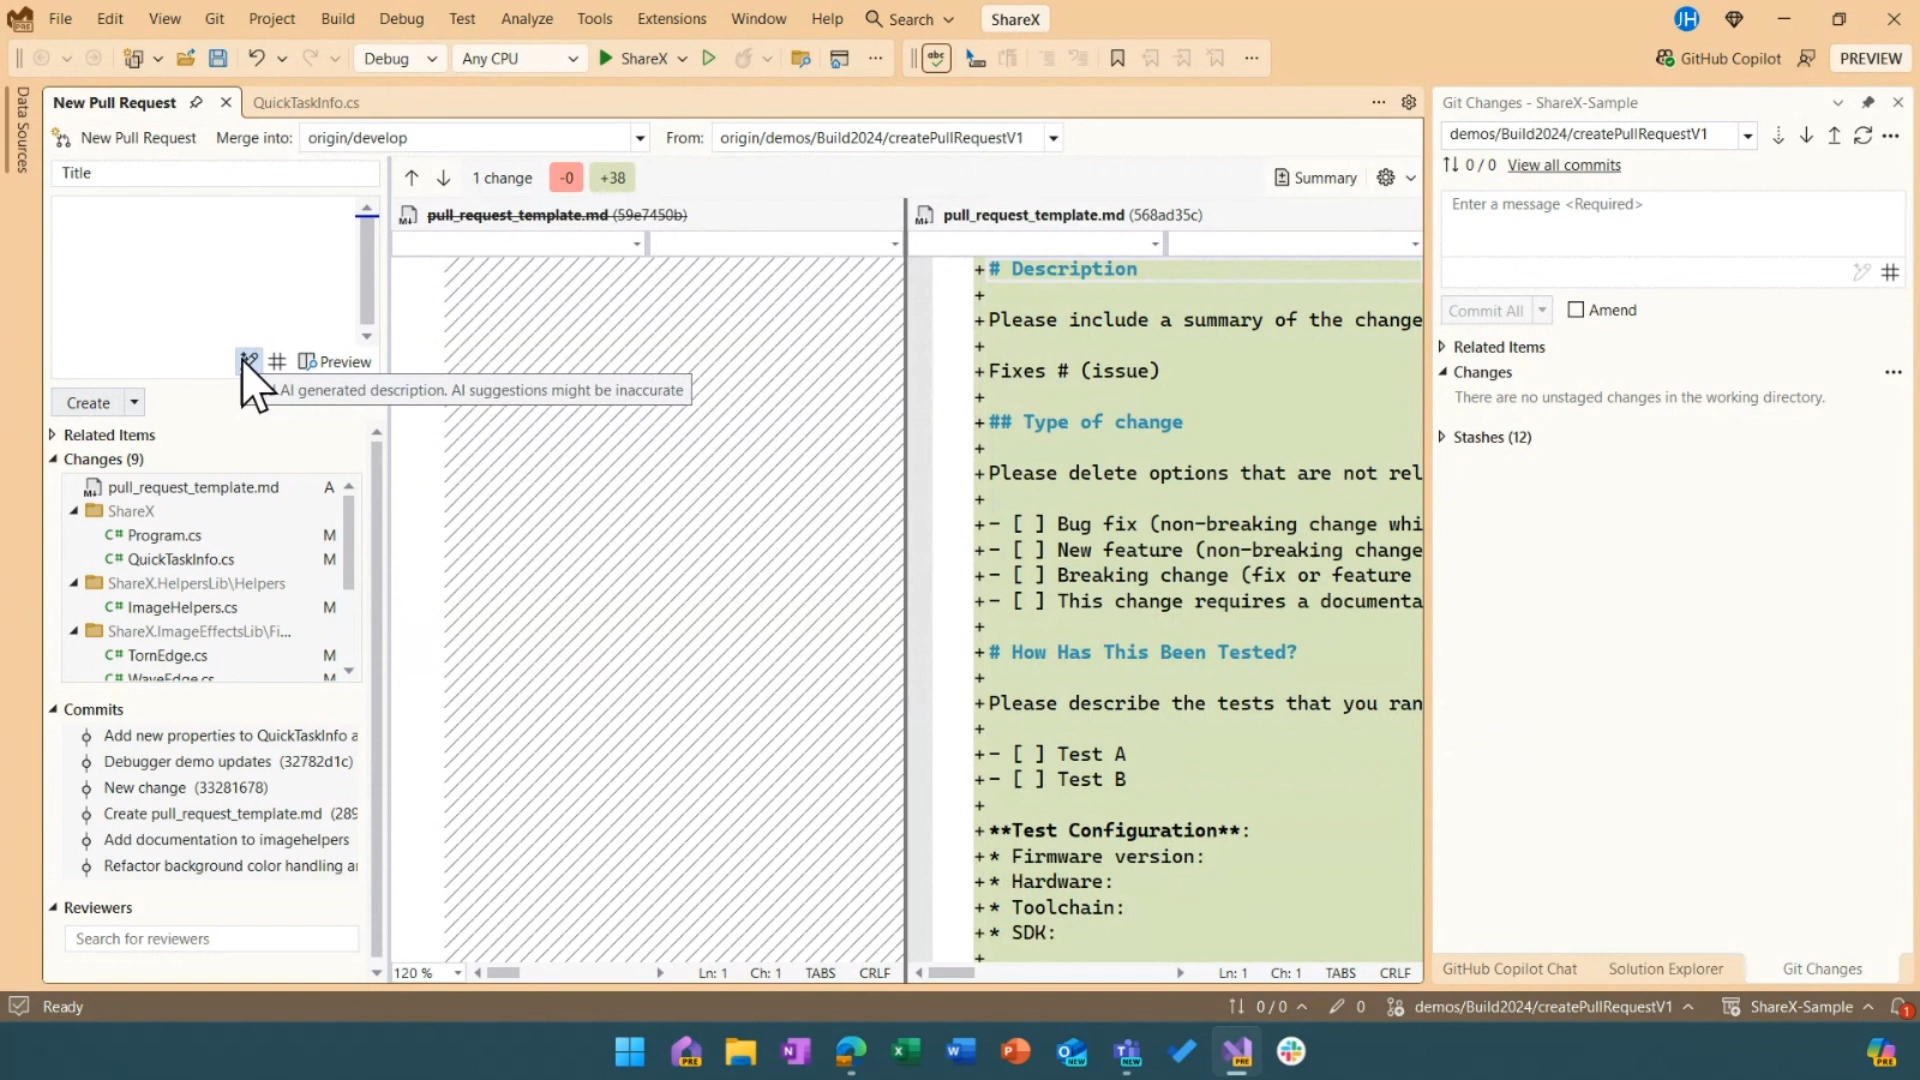 File Edit View Git Project Build Debug Test Analyze Tools Extensions Window Help Search ShareX JH
Debug Any CPU ShareX abc GitHub Copilot PREVIEW
Data Sources
New Pull Request QuickTaskInfo.cs
New Pull Request Merge into: origin/develop From: origin/demos/Build2024/createPullRequestV1
Title
1 change -0 +38 Summary
pull_request_template.md (59e7450b) pull_request_template.md (568ad35c)
Preview
AI generated description. AI suggestions might be inaccurate
Create
Related Items
Changes (9)
pull_request_template.md A
ShareX
C# Program.cs M
C# QuickTaskInfo.cs M
ShareX.HelpersLib\Helpers
C# ImageHelpers.cs M
ShareX.ImageEffectsLib\Fi...
C# TornEdge.cs M
C# WaveEdge.cs M
Commits
Add new properties to QuickTaskInfo a
Debugger demo updates (32782d1c)
New change (33281678)
Create pull_request_template.md (289
Add documentation to imagehelpers
Refactor background color handling a
Reviewers
Search for reviewers
+# Description
+
+Please include a summary of the change
+
+Fixes # (issue)
+
+## Type of change
+
+Please delete options that are not rel
+
+- [ ] Bug fix (non-breaking change whi
+- [ ] New feature (non-breaking change
+- [ ] Breaking change (fix or feature
+- [ ] This change requires a documenta
+
+# How Has This Been Tested?
+
+Please describe the tests that you ran
+
+- [ ] Test A
+- [ ] Test B
+
+**Test Configuration**:
+* Firmware version:
+* Hardware:
+* Toolchain:
+* SDK:
+
120 % Ln: 1 Ch: 1 TABS CRLF Ln: 1 Ch: 1 TABS CRLF
Git Changes - ShareX-Sample
demos/Build2024/createPullRequestV1
0 / 0 View all commits
Enter a message <Required>
Commit All Amend
Related Items
Changes
There are no unstaged changes in the working directory.
Stashes (12)
GitHub Copilot Chat Solution Explorer Git Changes
Ready 0 / 0 0 demos/Build2024/createPullRequestV1 ShareX-Sample 1
PRE NEW NEW PRE PRE